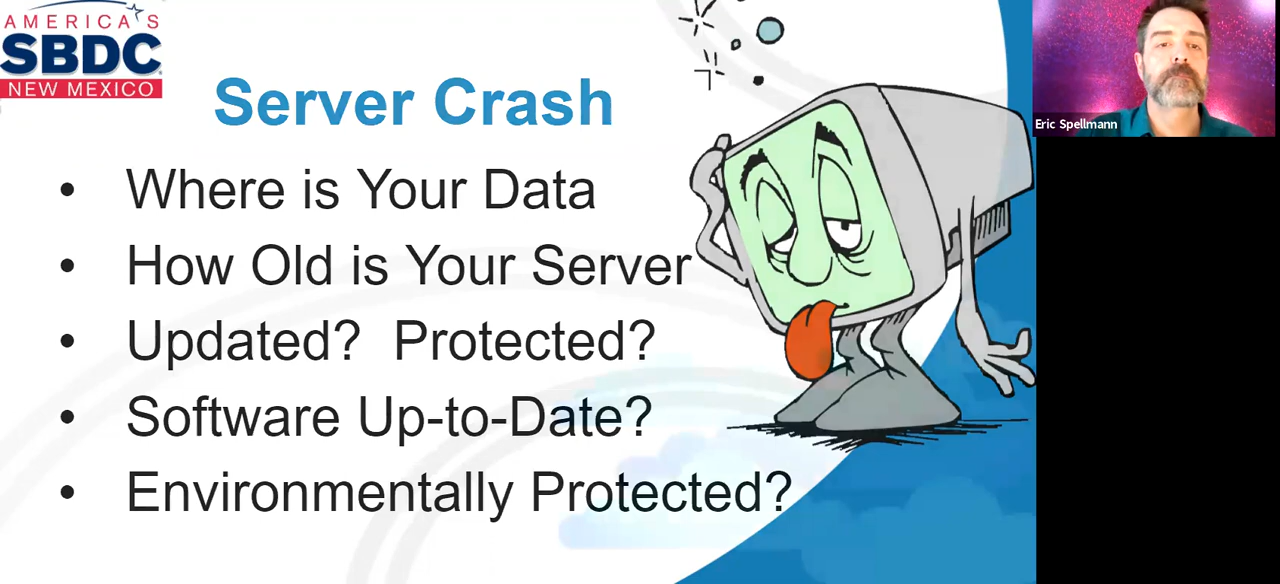 AMERICA'S
SBDC
NEW MEXICO
Server Crash
• Where is Your Data
• How Old is Your Server
• Updated?  Protected?
• Software Up-to-Date?
• Environmentally Protected?
Eric Spellmann